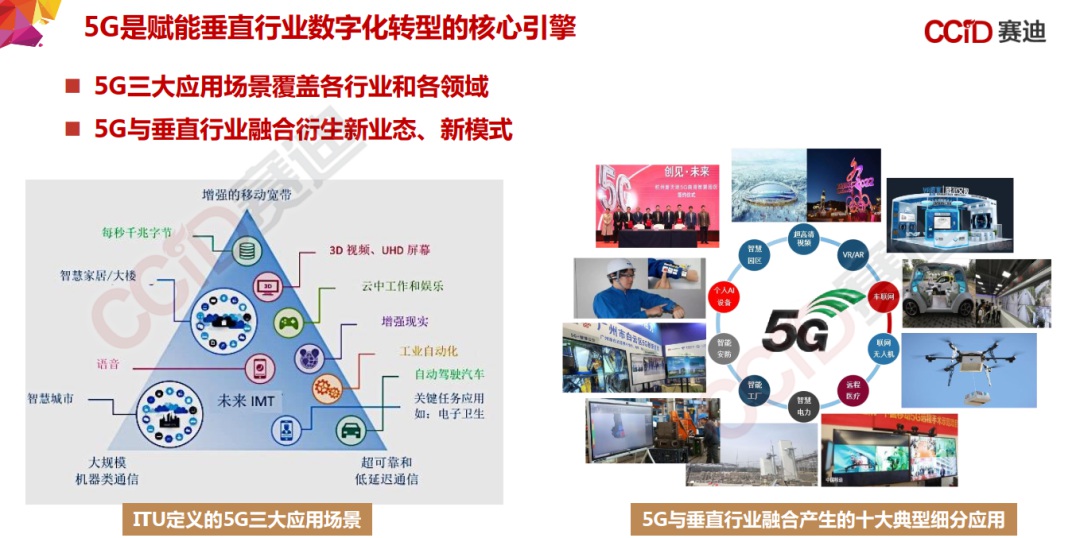 5G是赋能垂直行业数字化转型的核心引擎
CCID 赛迪
5G三大应用场景覆盖各行业和各领域
5G与垂直行业融合衍生新业态、新模式
增强的移动宽带
每秒千兆字节
3D 视频、UHD 屏幕
智慧家居/大楼
云中工作和娱乐
3D
增强现实
语音
工业自动化
自动驾驶汽车
智慧城市
未来 IMT
关键任务应用
如：电子卫生
大规模
机器类通信
超可靠和
低延迟通信
ITU定义的5G三大应用场景
5G
创见·未来
超高清
视频
智慧
园区
VR/AR
个人AI
设备
车联网
5G
智能
安防
联网
无人机
智能
工厂
远程
医疗
智慧
电力
5G与垂直行业融合产生的十大典型细分应用
CCID 赛迪
CCID 赛迪